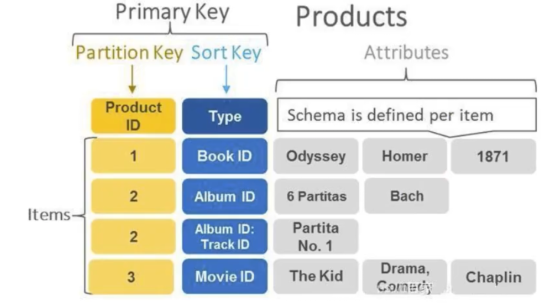 Primary Key
Products
Partition Key Sort Key
Attributes
Product
ID
Type
Schema is defined per item
Items
1
Book ID
Odyssey
Homer
1871
2
Album ID
6 Partitas
Bach
2
Album ID:
Track ID
Partita
No. 1
3
Movie ID
The Kid
Drama,
Comedy
Chaplin